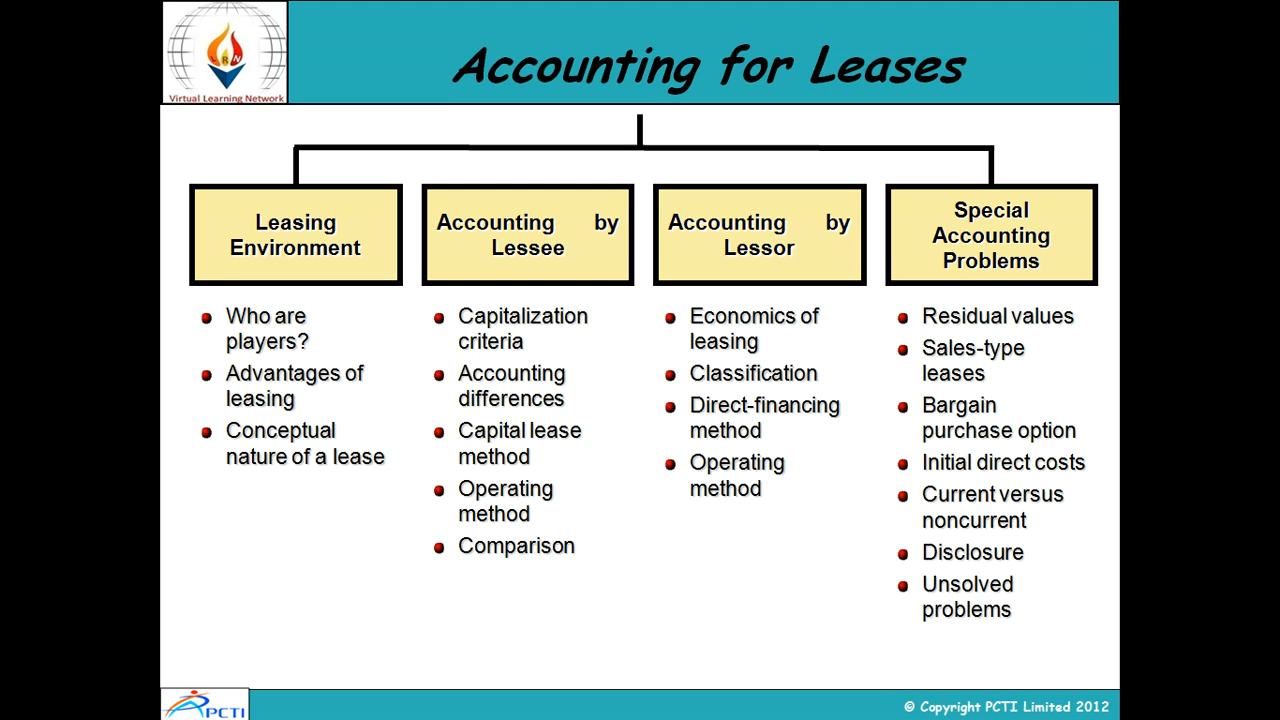 LRN
Virtual Learning Network
Accounting for Leases
Leasing
Environment
Who are
players?
Advantages of
leasing
Conceptual
nature of a lease
Accounting by
Lessee
Capitalization
criteria
Accounting
differences
Capital lease
method
Operating
method
Comparison
Accounting by
Lessor
Economics of
leasing
Classification
Direct-financing
method
Operating
method
Special
Accounting
Problems
Residual values
Sales-type
leases
Bargain
purchase option
Initial direct costs
Current versus
noncurrent
Disclosure
Unsolved
problems
PCTI
© Copyright PCTI Limited 2012